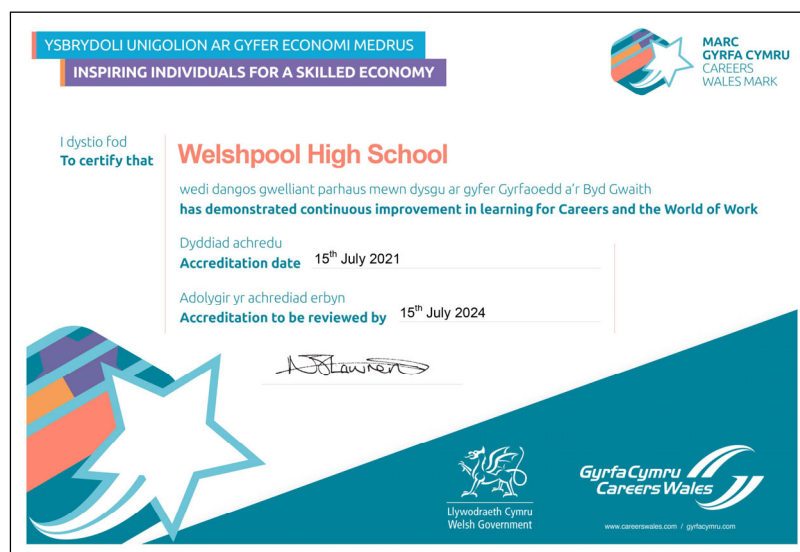 YSBRYDOLI UNIGOLION AR GYFER ECONOMI MEDRUS
INSPIRING INDIVIDUALS FOR A SKILLED ECONOMY
MARC
GYRFA CYMRU
CAREERS
WALES MARK
I dystio fod
To certify that
Welshpool High School
wedi dangos gwelliant parhaus mewn dysgu ar gyfer Gyrfaoedd a'r Byd Gwaith
has demonstrated continuous improvement in learning for Careers and the World of Work
Dyddiad achredu
Accreditation date 15th July 2021
Adolygir yr achrediad erbyn
Accreditation to be reviewed by 15th July 2024
Llywodraeth Cymru
Welsh Government
GyrfaCymru
CareersWales
www.careerswales.com / gyrfacymru.com